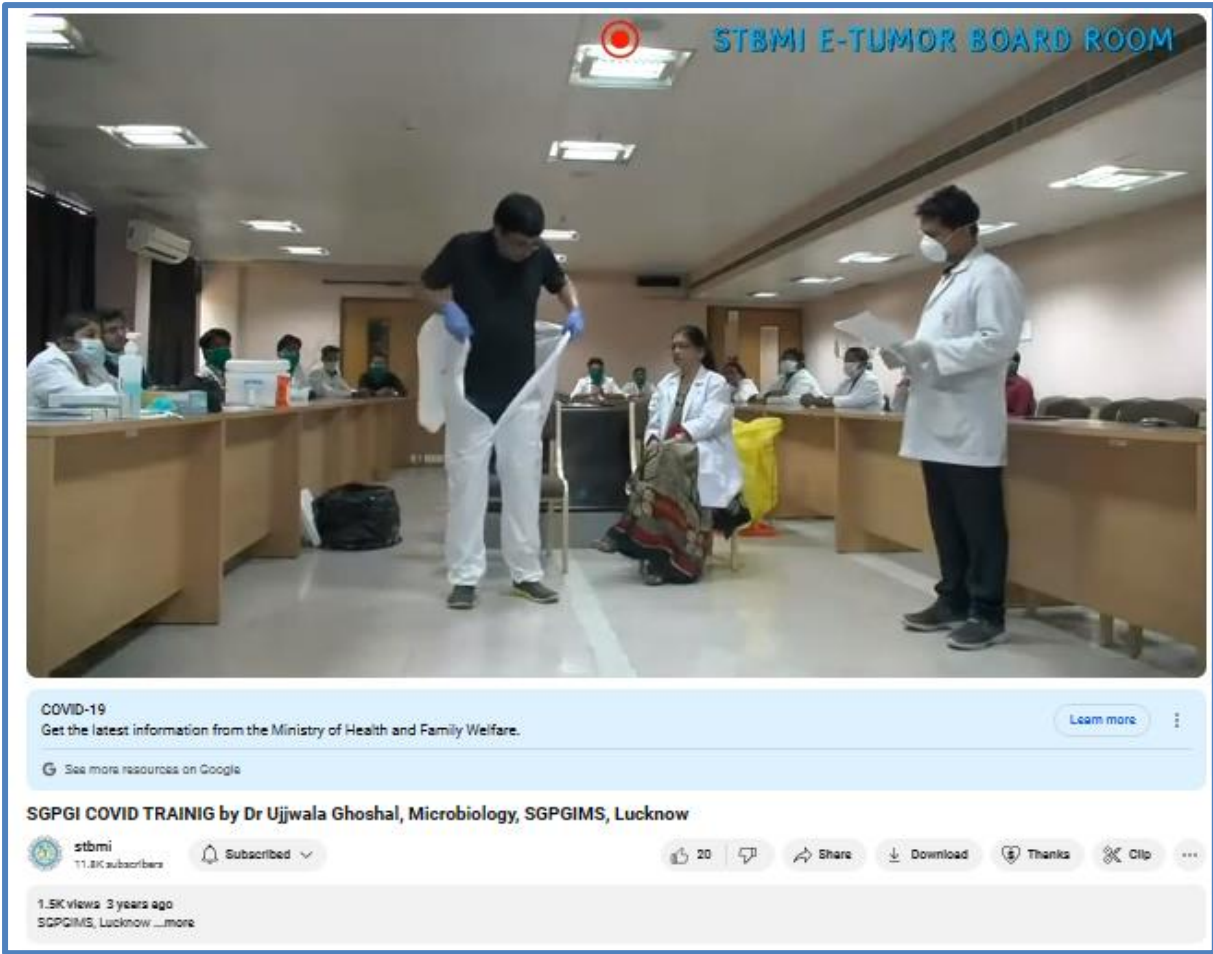 STBMI E-TUMOR BOARD ROOM
COVID-19
Get the latest information from the Ministry of Health and Family Welfare.
Learn more
G See more resources on Google
SGPGI COVID TRAINIG by Dr Ujjwala Ghoshal, Microbiology, SGPGIMS, Lucknow
stbmi
11.8K subscribers
Subscribed
20
Share
Download
Thanks
Clip
1.5K views 3 years ago
SGPGIMS, Lucknow ...more